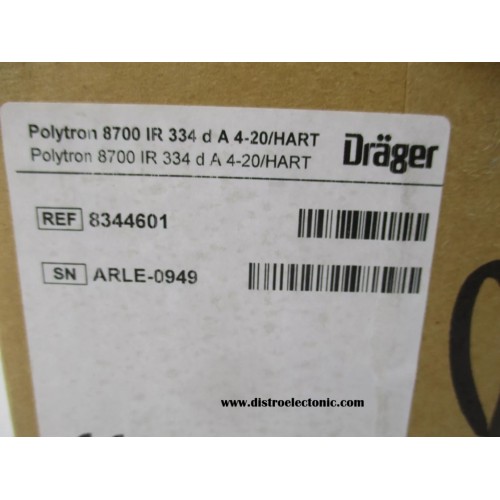 Polytron 8700 IR 334 d A 4-20/HART
Polytron 8700 IR 334 d A 4-20/HART
Dräger
REF 8344601
SN ARLE-0949
www.distroelectonic.com